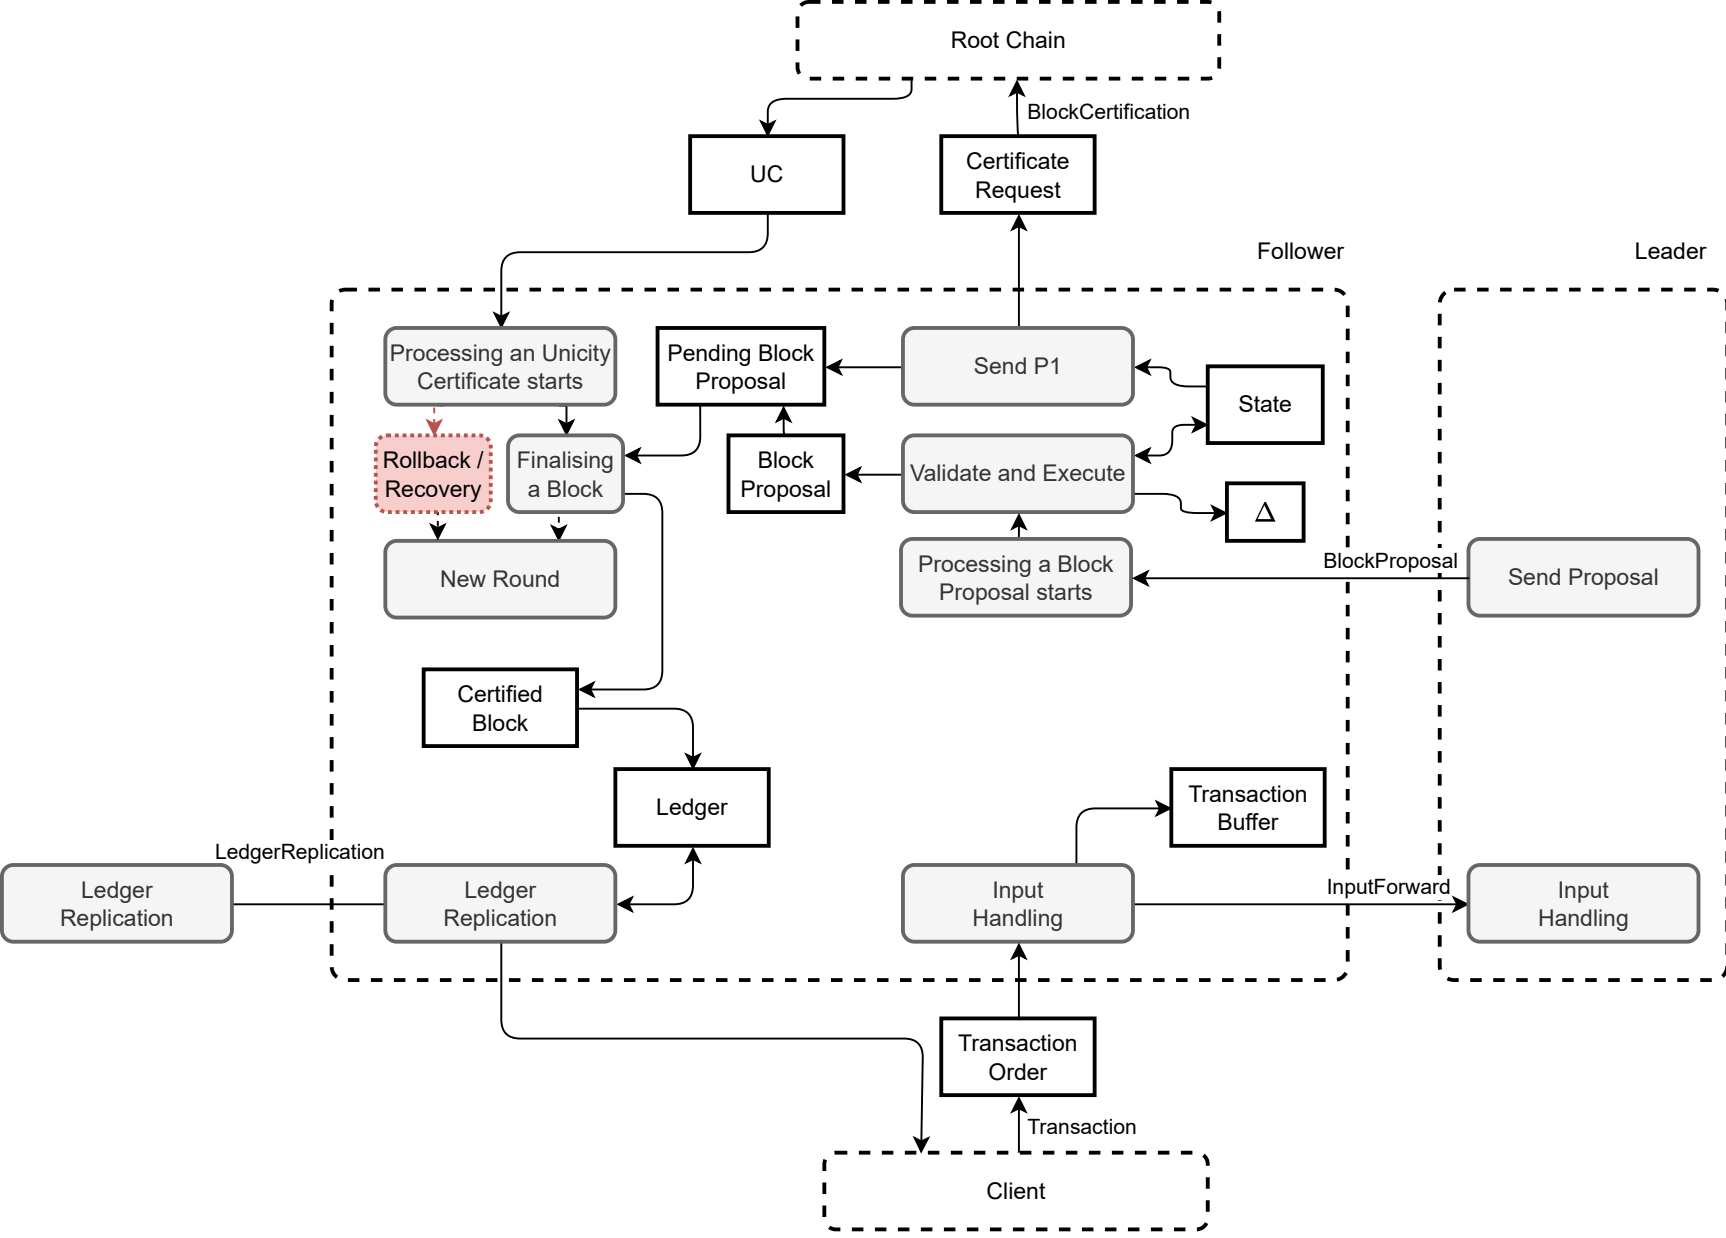 Root Chain
BlockCertification
UC
Certificate
Request
Follower
Leader
Processing an Unicity
Certificate starts
Pending Block
Proposal
Send P1
State
Rollback /
Recovery
Finalising
a Block
Block
Proposal
Validate and Execute
Δ
New Round
Processing a Block
Proposal starts
BlockProposal
Send Proposal
Certified
Block
Ledger
Transaction
Buffer
LedgerReplication
Ledger
Replication
Ledger
Replication
Input
Handling
InputForward
Input
Handling
Transaction
Order
Transaction
Client